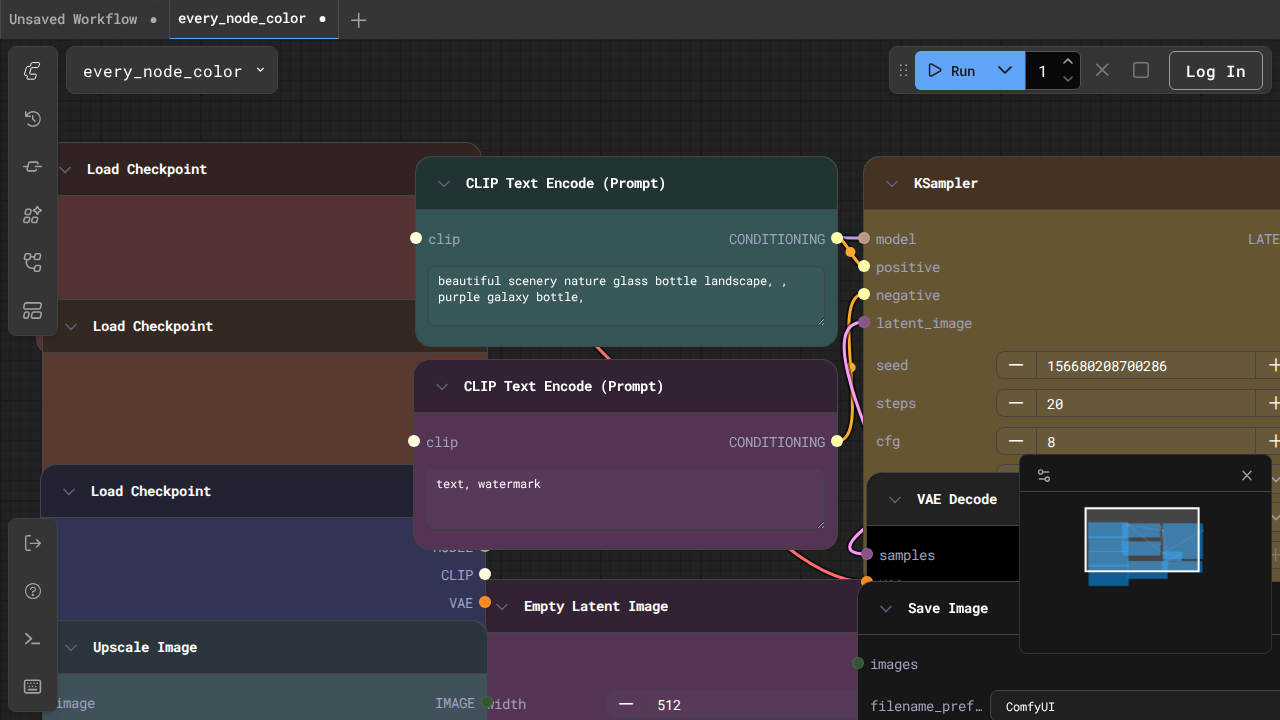 Unsaved Workflow
every_node_color
every_node_color
Run
1
Log In
Load Checkpoint
CLIP Text Encode (Prompt)
KSampler
clip
CONDITIONING
model
positive
beautiful scenery nature glass bottle landscape, ,
purple galaxy bottle,
negative
latent_image
Load Checkpoint
seed
156680208700286
CLIP Text Encode (Prompt)
steps
20
clip
CONDITIONING
cfg
8
Load Checkpoint
text, watermark
VAE Decode
samples
CLIP
VAE
Empty Latent Image
Save Image
Upscale Image
images
image
IMAGE
width
512
filename_pref…
ComfyUI